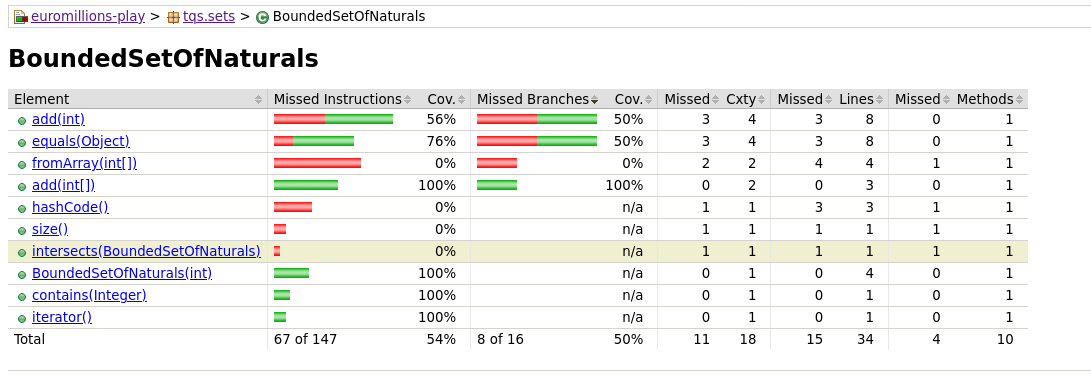 euromillions-play > tqs.sets > BoundedSetOfNaturals
BoundedSetOfNaturals
Element Missed Instructions Cov. Missed Branches Cov. Missed Cxty Missed Lines Missed Methods
add(int) 56% 50% 3 4 3 8 0 1
equals(Object) 76% 50% 3 4 3 8 0 1
fromArray(int[]) 0% 0% 2 2 4 4 1 1
add(int[]) 100% 100% 0 2 0 3 0 1
hashCode() 0% n/a 1 1 3 3 1 1
size() 0% n/a 1 1 1 1 1 1
intersects(BoundedSetOfNaturals) 0% n/a 1 1 1 1 1 1
BoundedSetOfNaturals(int) 100% n/a 0 1 0 4 0 1
contains(Integer) 100% n/a 0 1 0 1 0 1
iterator() 100% n/a 0 1 0 1 0 1
Total 67 of 147 54% 8 of 16 50% 11 18 15 34 4 10